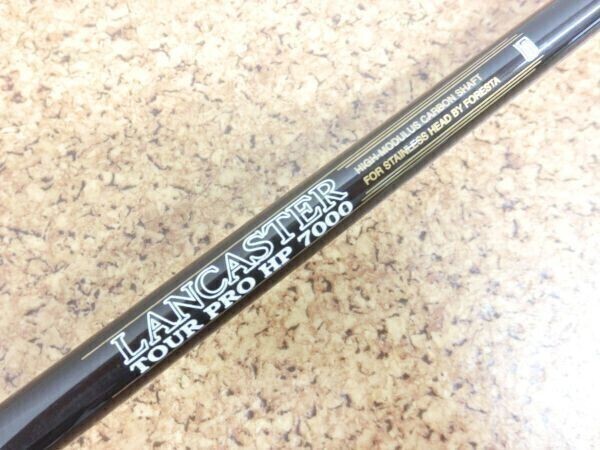 LANCASTER
TOUR PRO HP 7000
HIGH-MODULUS CARBON SHAFT
FOR STAINLESS HEAD BY FORESTA